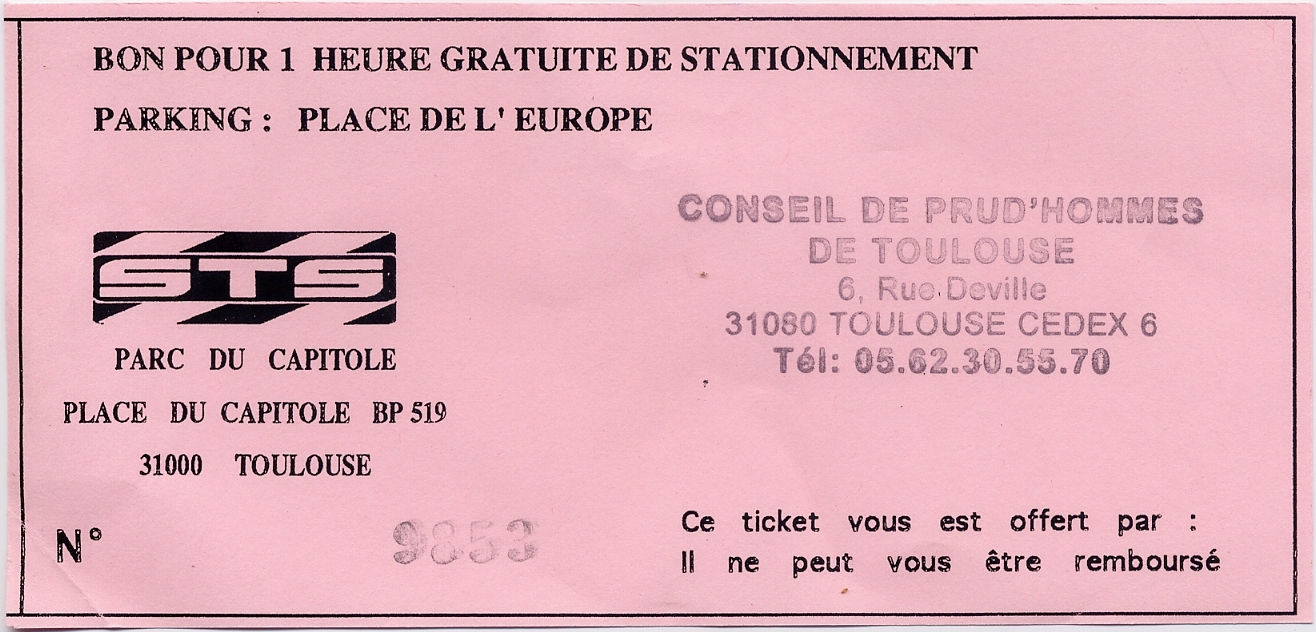 BON POUR 1 HEURE GRATUITE DE STATIONNEMENT
PARKING : PLACE DE L' EUROPE
STS
PARC DU CAPITOLE
PLACE DU CAPITOLE BP 519
31000 TOULOUSE
N° 9853
CONSEIL DE PRUD'HOMMES
DE TOULOUSE
6, Rue Deville
31080 TOULOUSE CEDEX 6
Tél: 05.62.30.55.70
Ce ticket vous est offert par :
Il ne peut vous être remboursé